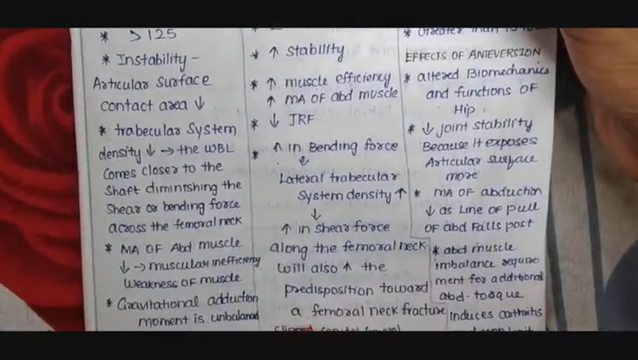 * > 125
* Instability -
Articular Surface
contact area ↓
* trabecular System
density ↓ → the WBL
comes closer to the
shaft diminishing the
shear or bending force
across the femoral neck
* MA OF Abd muscle
↓ → muscular inefficiency
Weakness of muscle
* Gravitational adduction
moment is unbalanced
* ↑ stability
* ↑ muscle efficiency
↑ MA OF abd muscle
* ↓ JRF
* ↑ in Bending force
↓
Lateral trabecular
System density ↑
↓
↑ in shear force
along the femoral neck
will also ↑ the
predisposition toward
a femoral neck fracture
* Greater than
EFFECTS OF ANTEVERSION
* altered Biomechanics
and functions OF
Hip.
* ↓ joint stability
Because it exposes
Articular surface
more
* MA OF abduction
↓ as Line OF pull
OF abd Falls post
* abd muscle
imbalance require
ment for additional
abd-torque
Induces arthritis